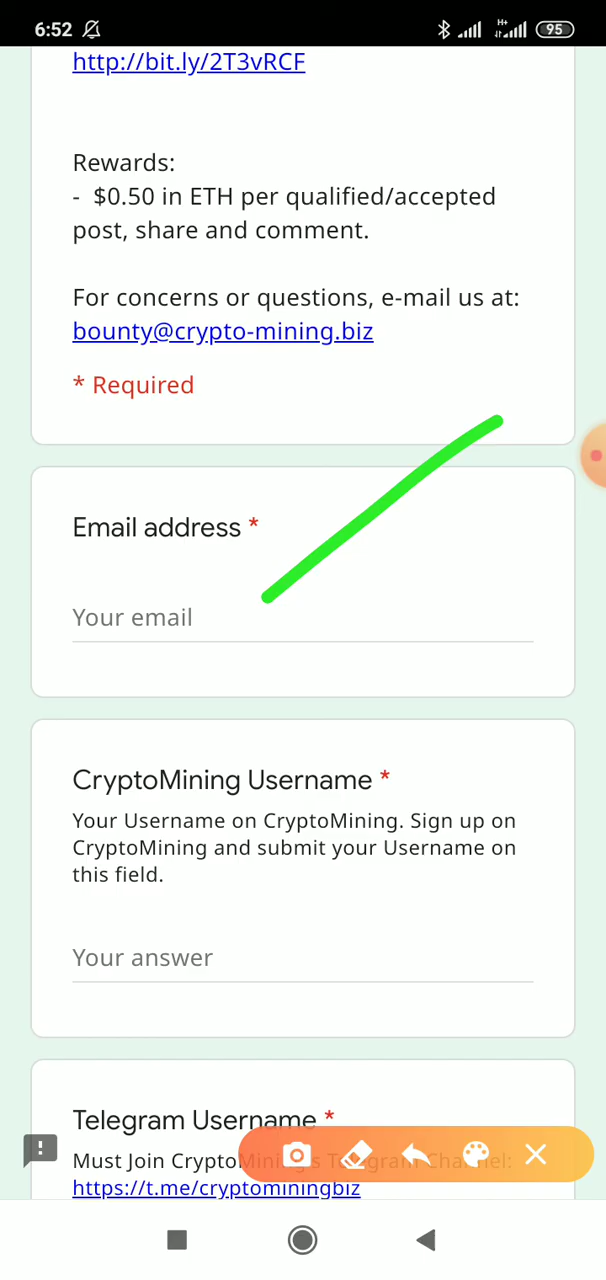 6:52
H+
95
http://bit.ly/2T3vRCF
Rewards:
- $0.50 in ETH per qualified/accepted
post, share and comment.
For concerns or questions, e-mail us at:
bounty@crypto-mining.biz
* Required
Email address *
Your email
CryptoMining Username *
Your Username on CryptoMining. Sign up on
CryptoMining and submit your Username on
this field.
Your answer
Telegram Username *
Must Join CryptoMining's Telegram Channel:
https://t.me/cryptominingbiz